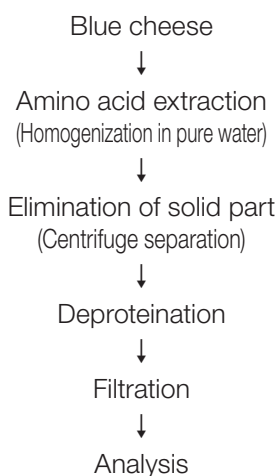 Blue cheese
↓
Amino acid extraction
(Homogenization in pure water)
↓
Elimination of solid part
(Centrifuge separation)
↓
Deproteination
↓
Filtration
↓
Analysis